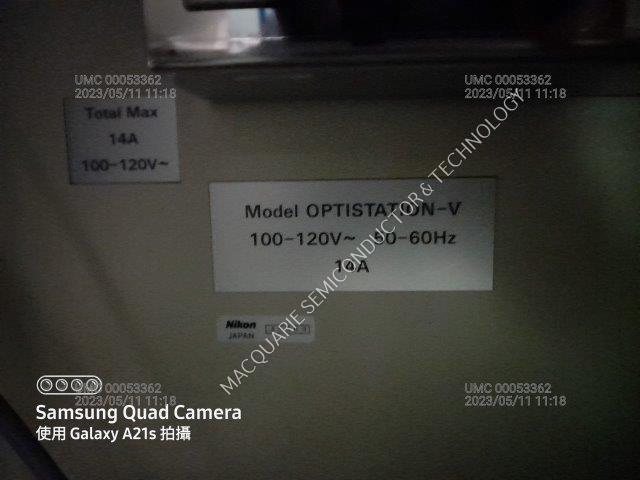 UMC 00053362
2023/05/11 11:18
UMC 00053362
2023/05/11 11:18
Total Max
14A
100-120V~
Model OPTISTATION-V
100-120V~ 50-60Hz
14A
Nikon
JAPAN
MACQUARIE SEMICONDUCTOR & TECHNOLOGY
UMC 00053362
2023/05/11 11:18
UMC 00053362
2023/05/11 11:18
Samsung Quad Camera
使用 Galaxy A21s 拍攝